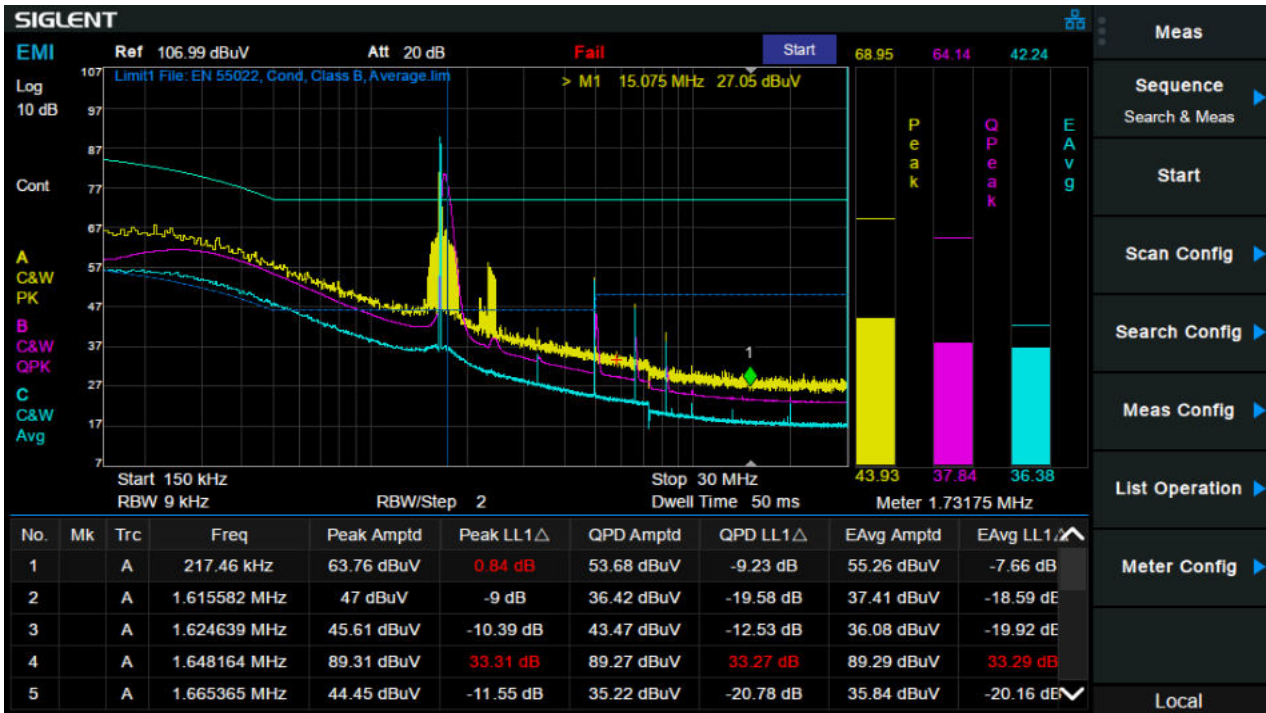 SIGLENT
EMI
Ref 106.99 dBuV
Att 20 dB
Fail
Start
68.95
64.14
42.24
Meas
Log
10 dB
Limit1 File: EN 55022, Cond, Class B, Average.lim
> M1 15.075 MHz 27.05 dBuV
107
97
87
77
67
57
47
37
27
17
7
Cont
A
C&W
PK
B
C&W
QPK
C
C&W
Avg
1
Peak
QPeak
EAvg
Start 150 kHz
Stop 30 MHz
43.93
37.84
36.38
RBW 9 kHz
RBW/Step 2
Dwell Time 50 ms
Meter 1.73175 MHz
No. Mk Trc Freq Peak Amptd Peak LL1△ QPD Amptd QPD LL1△ EAvg Amptd EAvg LL1△
1 A 217.46 kHz 63.76 dBuV 0.84 dB 53.68 dBuV -9.23 dB 55.26 dBuV -7.66 dB
2 A 1.615582 MHz 47 dBuV -9 dB 36.42 dBuV -19.58 dB 37.41 dBuV -18.59 dB
3 A 1.624639 MHz 45.61 dBuV -10.39 dB 43.47 dBuV -12.53 dB 36.08 dBuV -19.92 dB
4 A 1.648164 MHz 89.31 dBuV 33.31 dB 89.27 dBuV 33.27 dB 89.29 dBuV 33.29 dB
5 A 1.665365 MHz 44.45 dBuV -11.55 dB 35.22 dBuV -20.78 dB 35.84 dBuV -20.16 dB
Sequence
Search & Meas
Start
Scan Config
Search Config
Meas Config
List Operation
Meter Config
Local